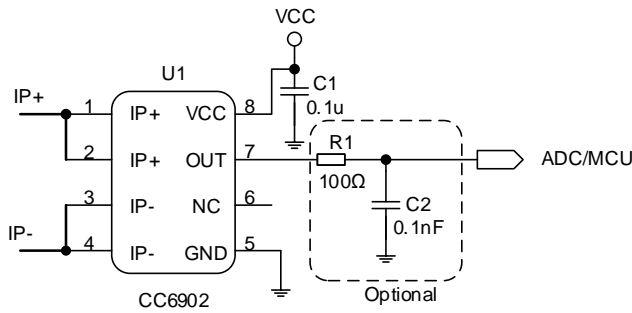 VCC
U1
C1
0.1u
IP+
1
IP+
VCC
8
2
IP+
OUT
7
R1
100Ω
ADC/MCU
3
IP-
NC
6
C2
0.1nF
IP-
4
IP-
GND
5
CC6902
Optional